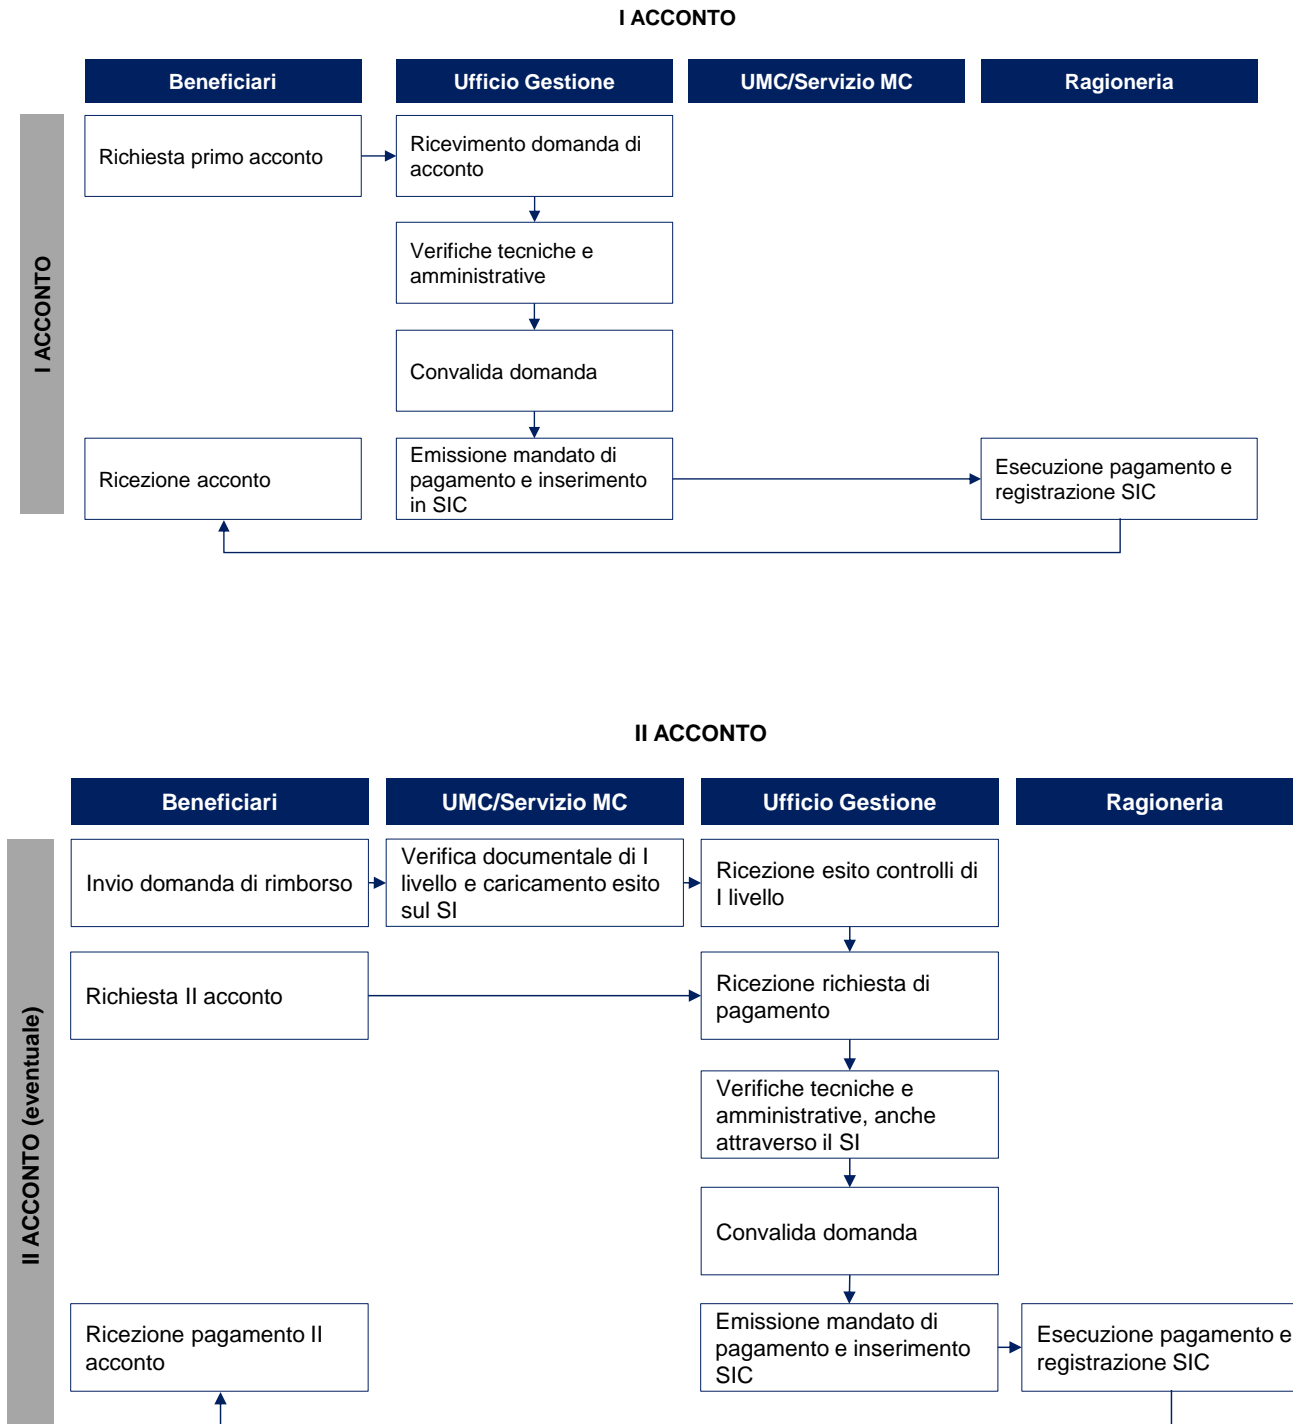 I ACCONTO
Beneficiari
Ufficio Gestione
UMC/Servizio MC
Ragioneria
I ACCONTO
Richiesta primo acconto
Ricevimento domanda di
acconto
Verifiche tecniche e
amministrative
Convalida domanda
Ricezione acconto
Emissione mandato di
pagamento e inserimento
in SIC
Esecuzione pagamento e
registrazione SIC
II ACCONTO
Beneficiari
UMC/Servizio MC
Ufficio Gestione
Ragioneria
II ACCONTO (eventuale)
Invio domanda di rimborso
Verifica documentale di I
livello e caricamento esito
sul SI
Ricezione esito controlli di
I livello
Richiesta II acconto
Ricezione richiesta di
pagamento
Verifiche tecniche e
amministrative, anche
attraverso il SI
Convalida domanda
Ricezione pagamento II
acconto
Emissione mandato di
pagamento e inserimento
SIC
Esecuzione pagamento e
registrazione SIC